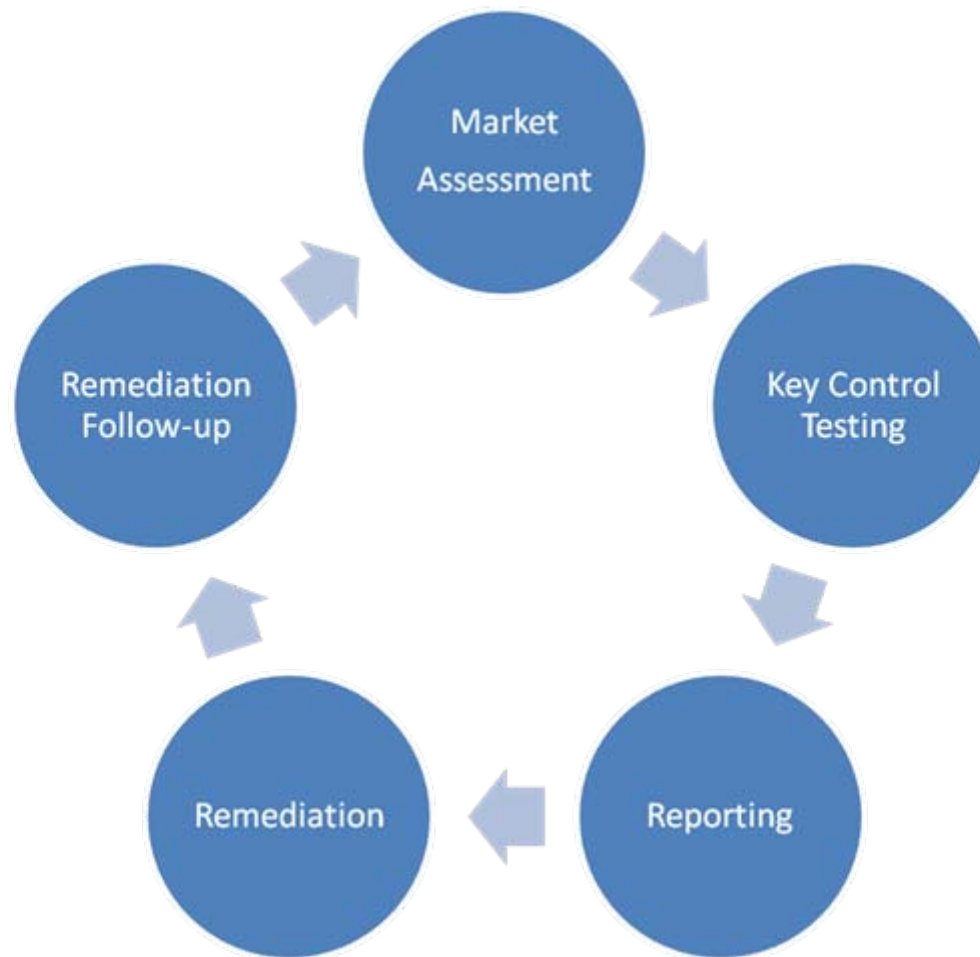 Market
Assessment
Key Control
Testing
Reporting
Remediation
Remediation
Follow-up